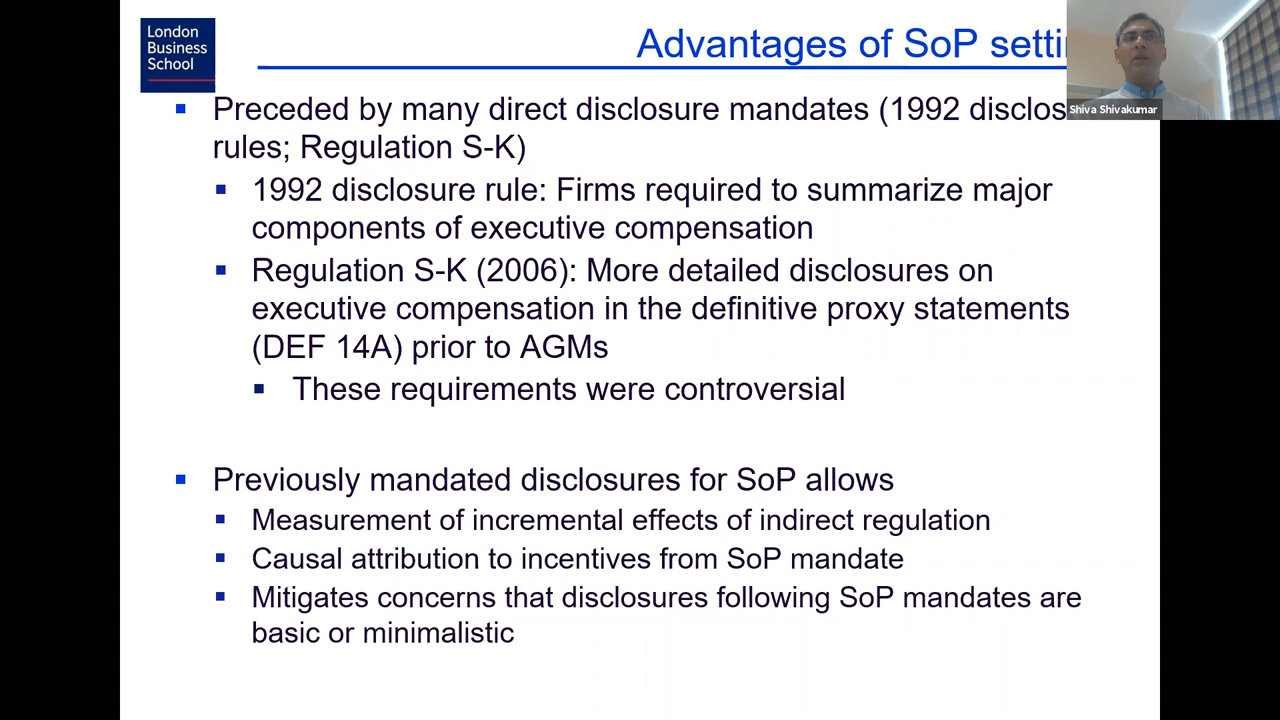 London
Business
School
Advantages of SoP
Shiva Shivakumar
Preceded by many direct disclosure mandates (1992
rules; Regulation S-K)
1992 disclosure rule: Firms required to summarize major
components of executive compensation
Regulation S-K (2006): More detailed disclosures on
executive compensation in the definitive proxy statements
(DEF 14A) prior to AGMs
These requirements were controversial
Previously mandated disclosures for SoP allows
Measurement of incremental effects of indirect regulation
Causal attribution to incentives from SoP mandate
Mitigates concerns that disclosures following SoP mandates are
basic or minimalistic